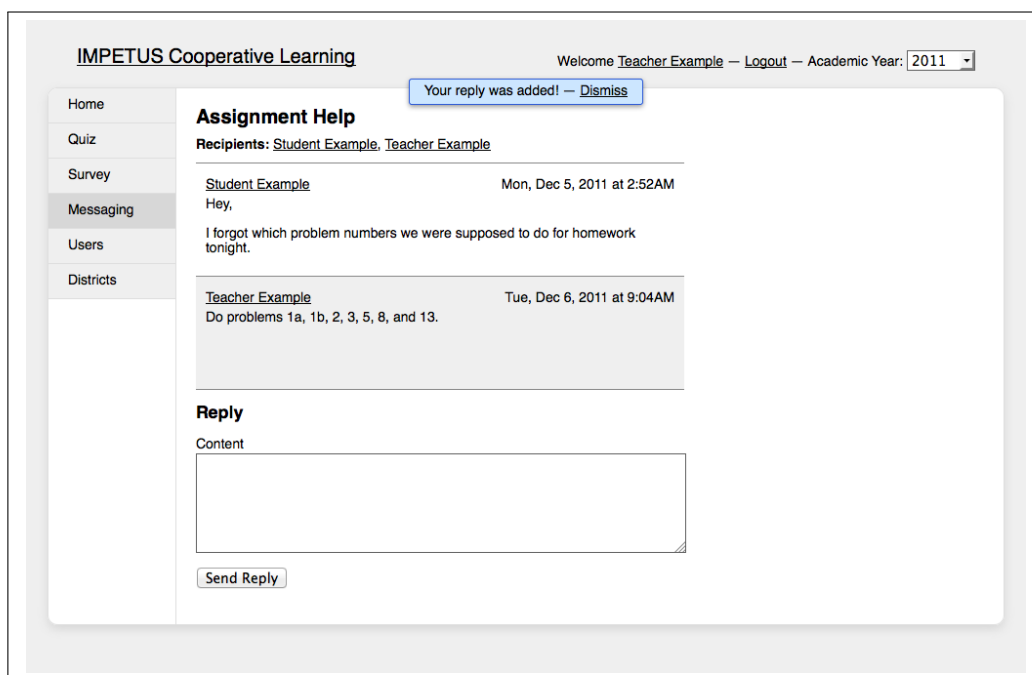 IMPETUS Cooperative Learning
Welcome Teacher Example — Logout — Academic Year: 2011
Your reply was added! — Dismiss
Home
Quiz
Survey
Messaging
Users
Districts
Assignment Help
Recipients: Student Example, Teacher Example
Student Example Mon, Dec 5, 2011 at 2:52AM
Hey,
I forgot which problem numbers we were supposed to do for homework
tonight.
Teacher Example Tue, Dec 6, 2011 at 9:04AM
Do problems 1a, 1b, 2, 3, 5, 8, and 13.
Reply
Content
Send Reply